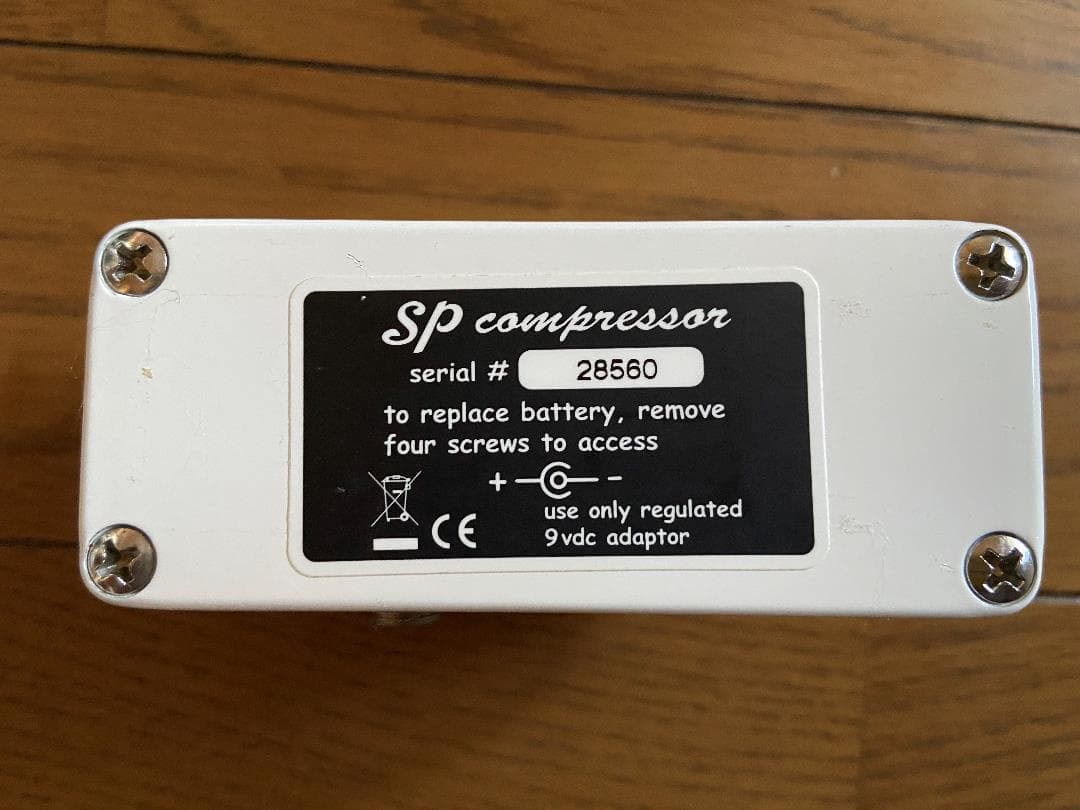 SP compressor
serial # 28560
to replace battery, remove
four screws to access
+ -
CE
use only regulated
9vdc adaptor